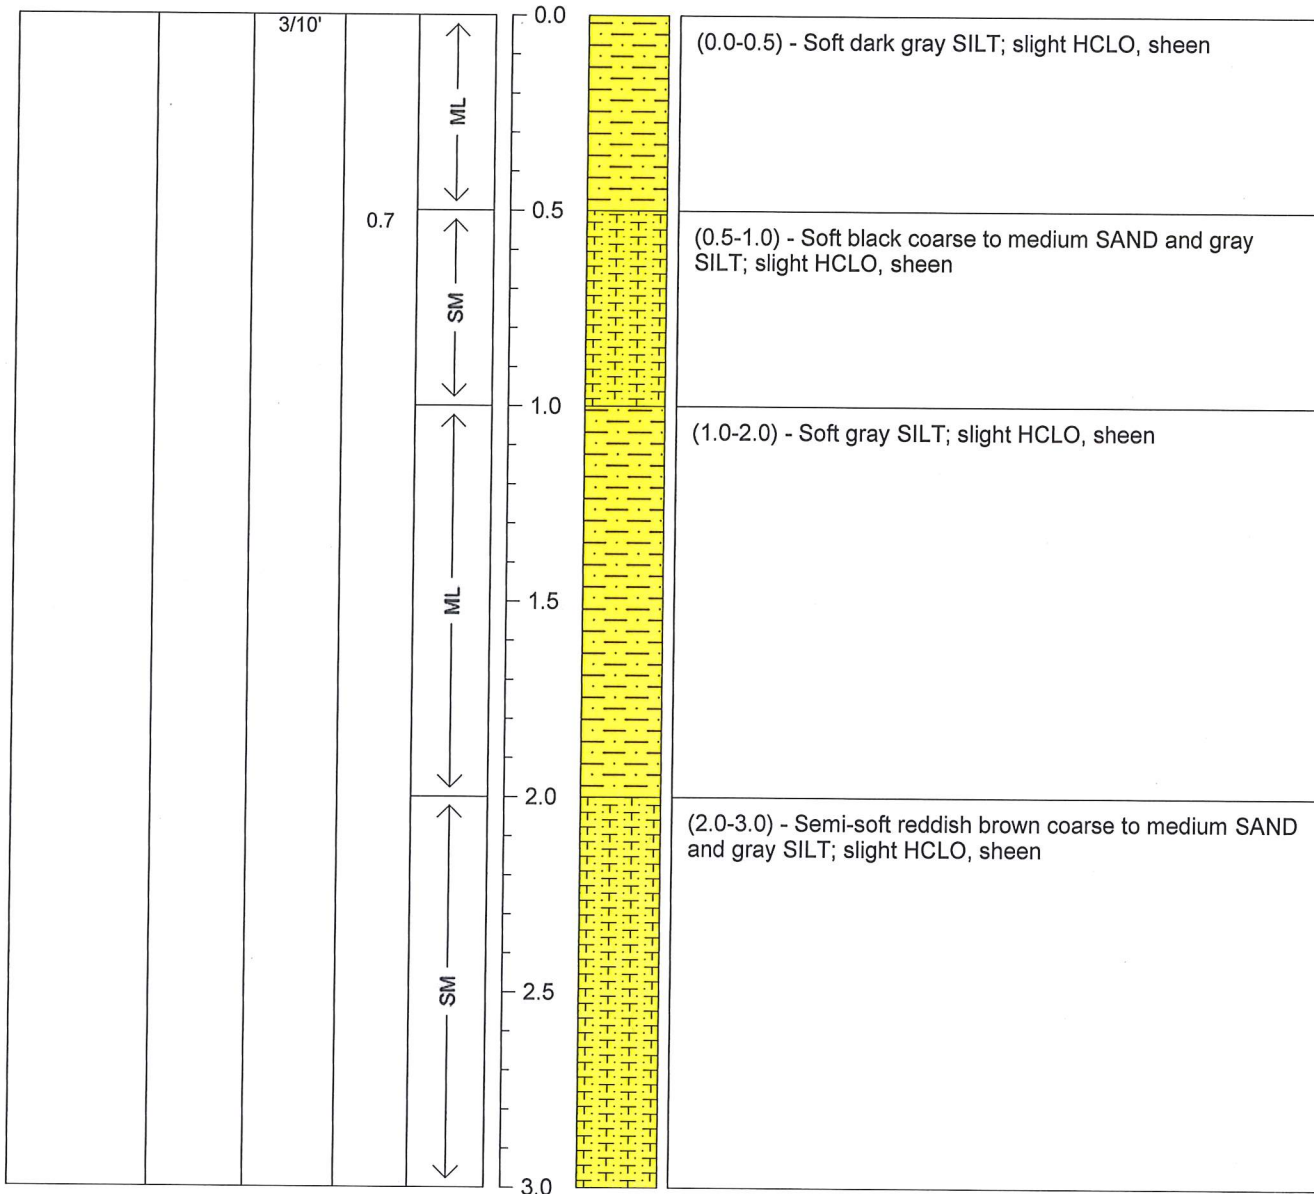 3/10'
0.0
(0.0-0.5) - Soft dark gray SILT; slight HCLO, sheen
ML
0.7
0.5
(0.5-1.0) - Soft black coarse to medium SAND and gray
SILT; slight HCLO, sheen
SM
1.0
(1.0-2.0) - Soft gray SILT; slight HCLO, sheen
ML
1.5
2.0
(2.0-3.0) - Semi-soft reddish brown coarse to medium SAND
and gray SILT; slight HCLO, sheen
SM
2.5
3.0